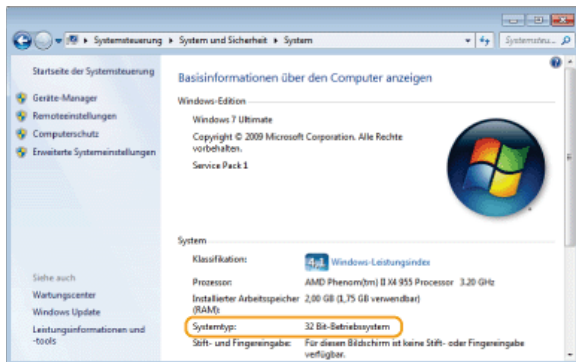 Systemsteuerung ▸ System und Sicherheit ▸ System
Systemsteu...
Startseite der Systemsteuerung
Geräte-Manager
Remoteeinstellungen
Computerschutz
Erweiterte Systemeinstellungen
Siehe auch
Wartungscenter
Windows Update
Leistungsinformationen und
-tools
Basisinformationen über den Computer anzeigen
Windows-Edition
Windows 7 Ultimate
Copyright © 2009 Microsoft Corporation. Alle Rechte
vorbehalten.
Service Pack 1
System
Klassifikation: 4,1 Windows-Leistungsindex
Prozessor: AMD Phenom(tm) II X4 955 Processor 3.20 GHz
Installierter Arbeitsspeicher 2,00 GB (1,75 GB verwendbar)
(RAM):
Systemtyp: 32 Bit-Betriebssystem
Stift- und Fingereingabe: Für diesen Bildschirm ist keine Stift- oder Fingereingabe
verfügbar.